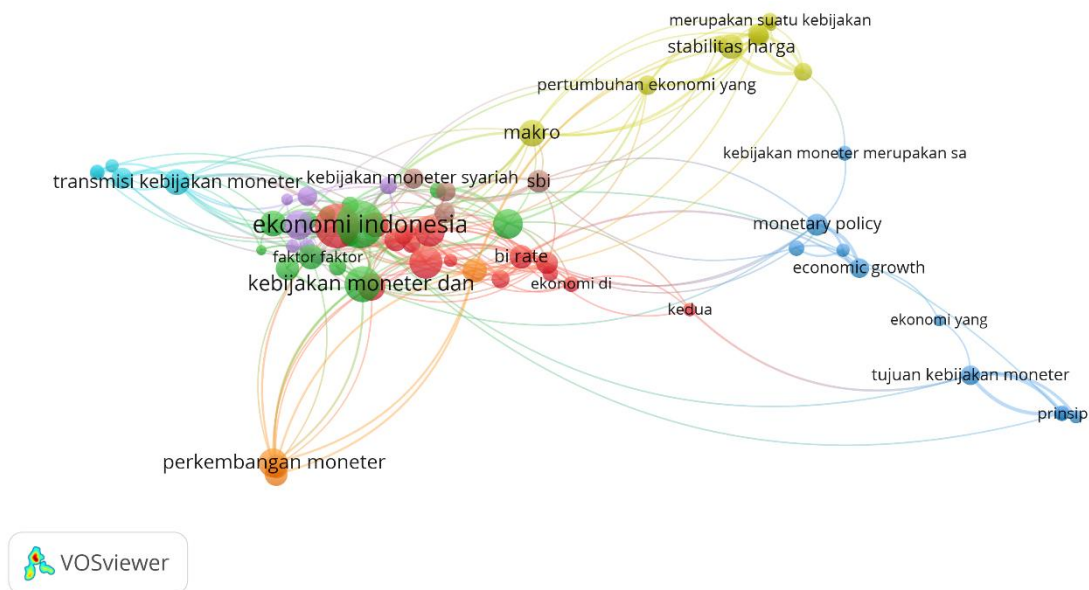 merupakan suatu kebijakan
stabilitas harga
pertumbuhan ekonomi yang
makro
kebijakan moneter merupakan sa
transmisi kebijakan moneter
kebijakan moneter syariah
sbi
ekonomi indonesia
monetary policy
faktor faktor
bi rate
kebijakan moneter dan
ekonomi di
economic growth
kedua
ekonomi yang
tujuan kebijakan moneter
prinsip
perkembangan moneter
VOSviewer